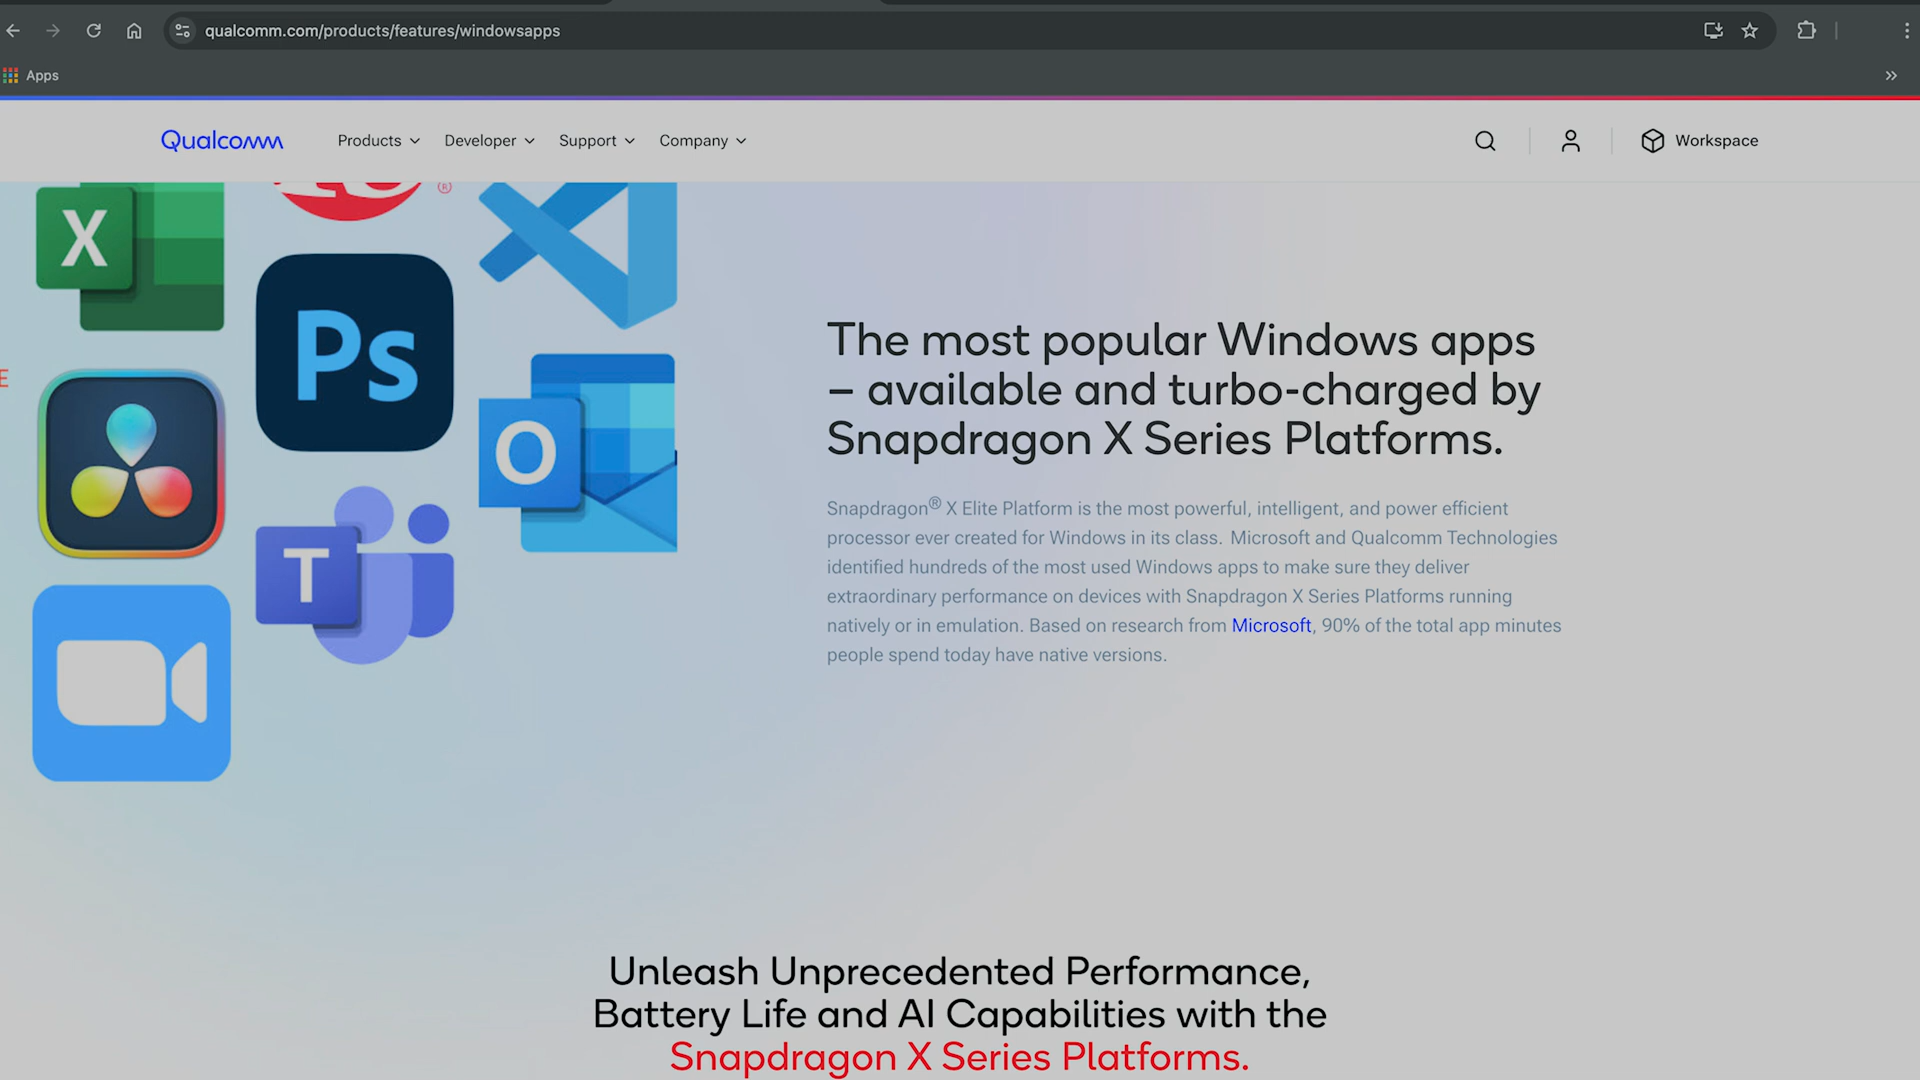 qualcomm.com/products/features/windowsapps
Apps
Qualcomm
Products
Developer
Support
Company
Workspace
X
®
Ps
E
O
T
The most popular Windows apps
– available and turbo-charged by
Snapdragon X Series Platforms.
Snapdragon® X Elite Platform is the most powerful, intelligent, and power efficient
processor ever created for Windows in its class. Microsoft and Qualcomm Technologies
identified hundreds of the most used Windows apps to make sure they deliver
extraordinary performance on devices with Snapdragon X Series Platforms running
natively or in emulation. Based on research from Microsoft, 90% of the total app minutes
people spend today have native versions.
Unleash Unprecedented Performance,
Battery Life and AI Capabilities with the
Snapdragon X Series Platforms.